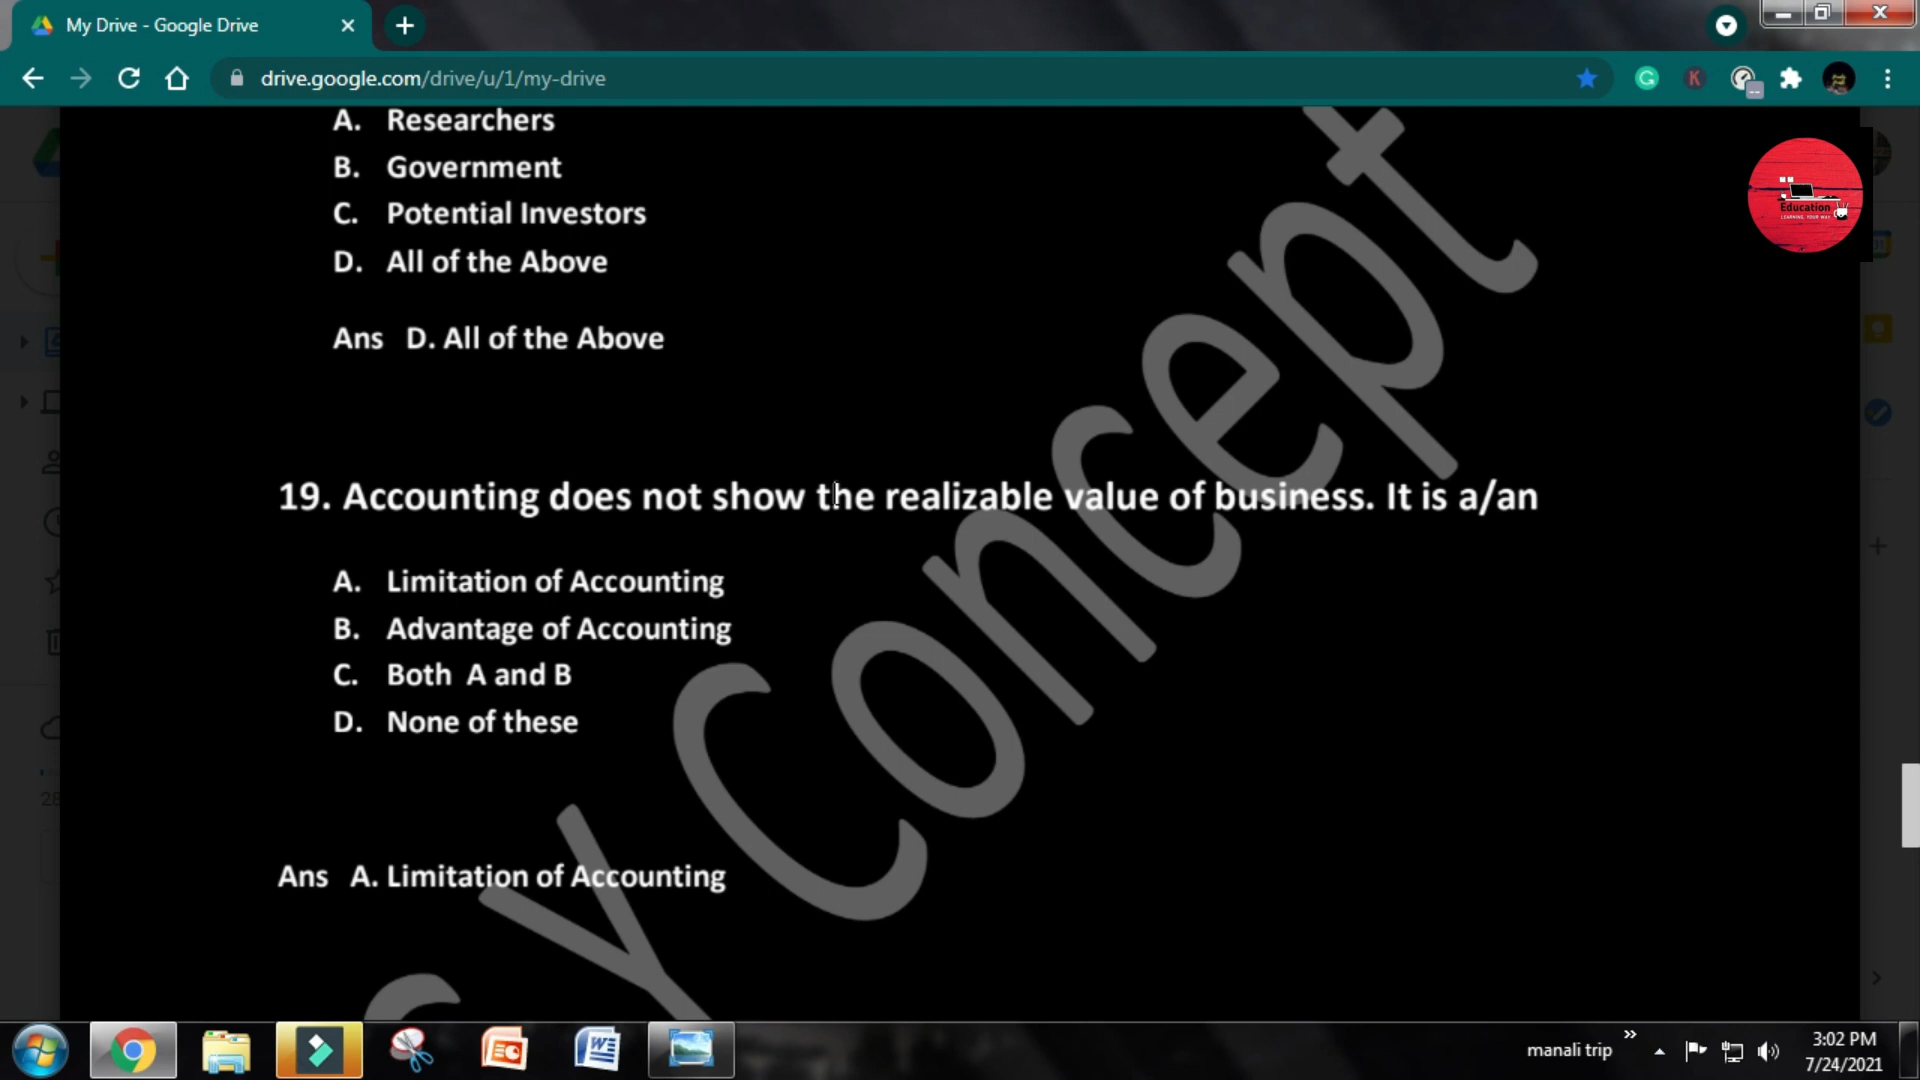 My Drive - Google Drive
drive.google.com/drive/u/1/my-drive
A. Researchers
B. Government
C. Potential Investors
D. All of the Above
Ans D. All of the Above
Education
LEARNING, YOUR WAY
19. Accounting does not show the realizable value of business. It is a/an
A. Limitation of Accounting
B. Advantage of Accounting
C. Both A and B
D. None of these
Ans A. Limitation of Accounting
y Concept
manali trip
3:02 PM
7/24/2021